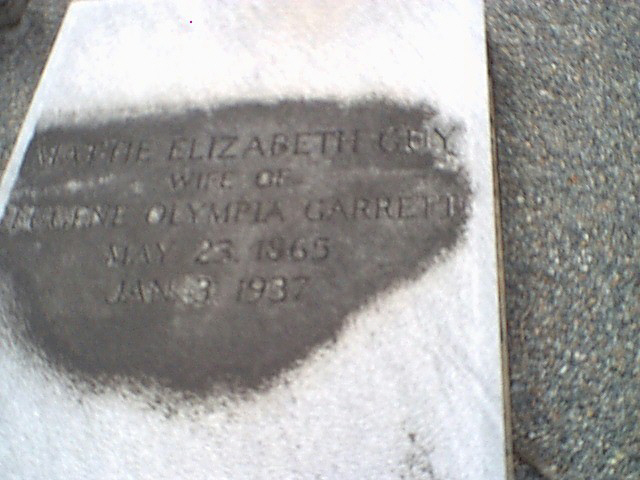 MATTIE ELIZABETH GUY
WIFE OF
EUGENE OLYMPIA GARRETT
MAY 23 1865
JAN 3 1937